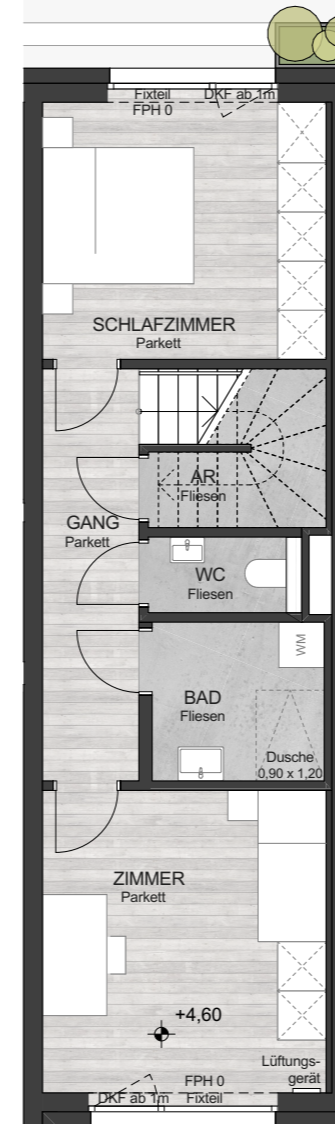 Fixteil DKF ab 1m
FPH 0
SCHLAFZIMMER
Parkett
AR
Fliesen
GANG
Parkett
WC
Fliesen
WM
BAD
Fliesen
Dusche
0,90 x 1,20
ZIMMER
Parkett
+4,60
Lüftungs-
gerät
FPH 0
DKF ab 1m Fixteil